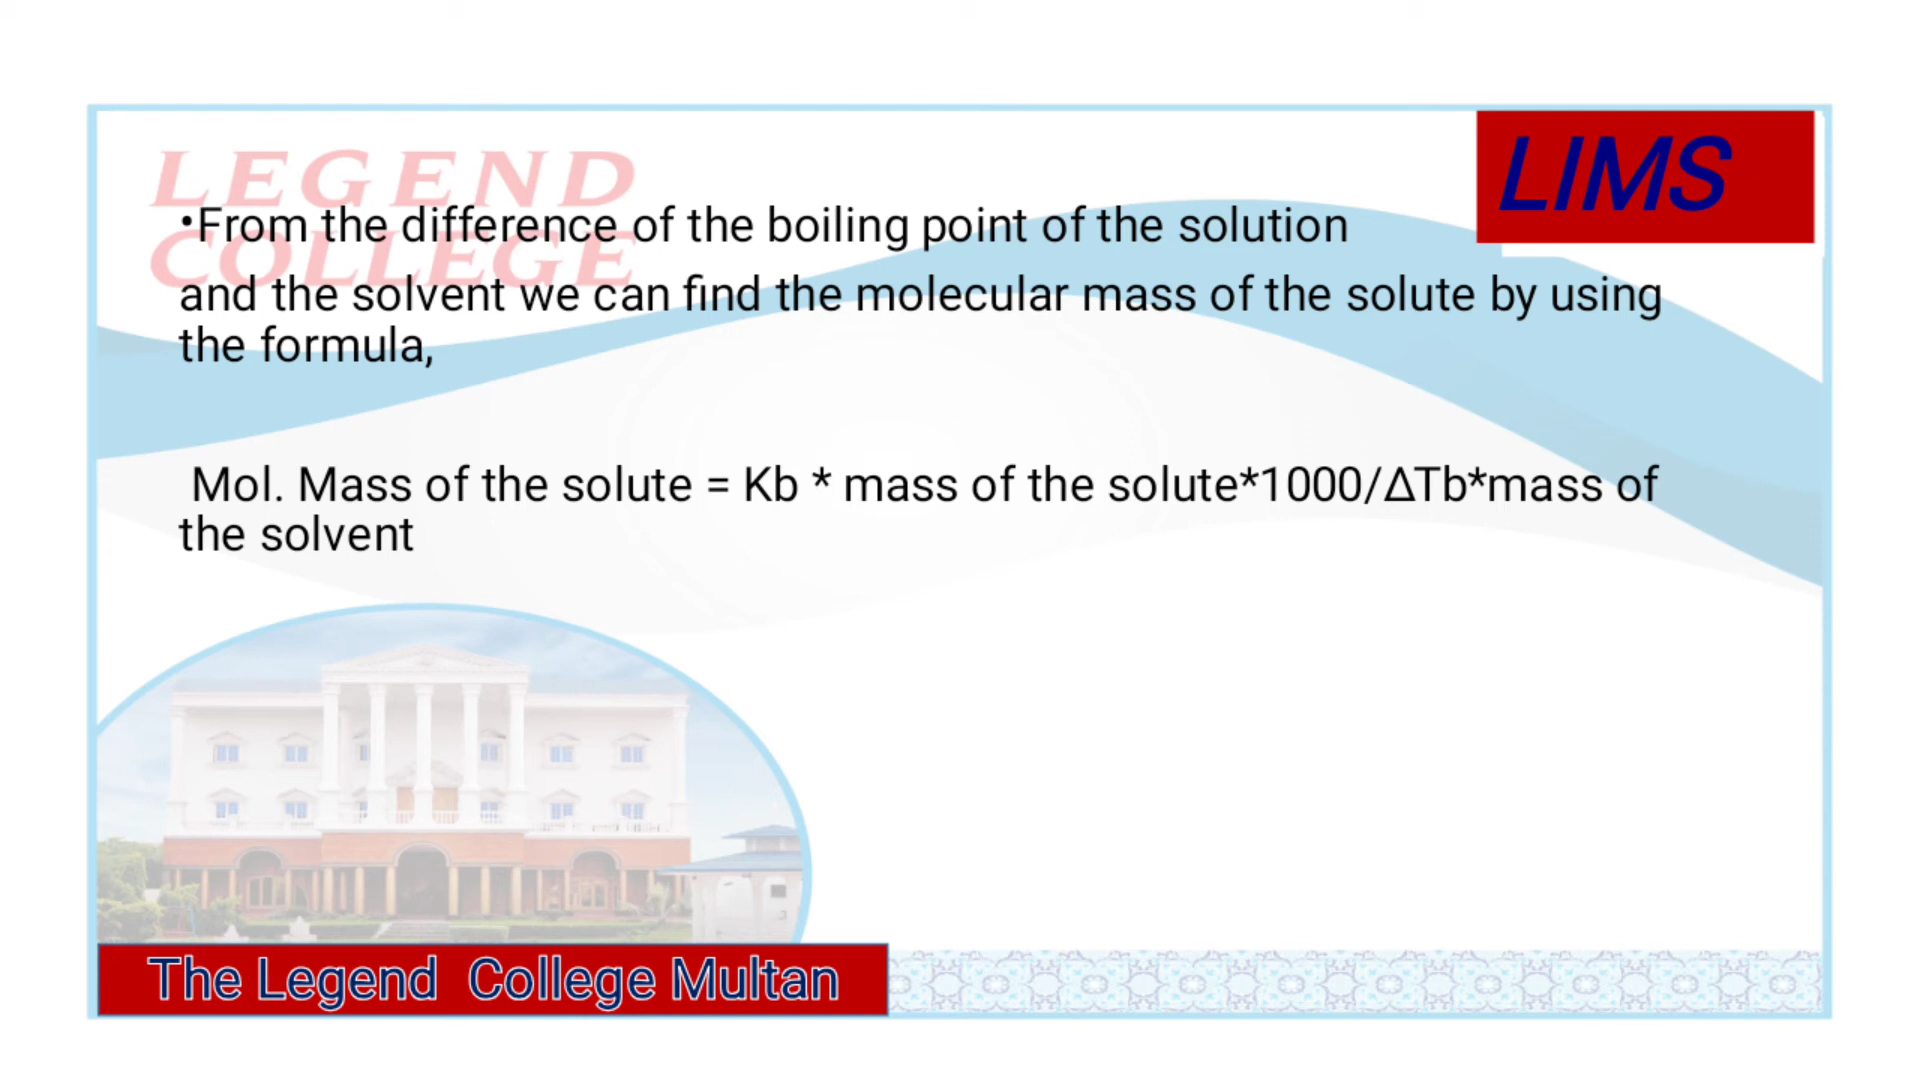 LEGEND
COLLEGE
LIMS
•From the difference of the boiling point of the solution
and the solvent we can find the molecular mass of the solute by using
the formula,
Mol. Mass of the solute = Kb * mass of the solute*1000/ΔTb*mass of
the solvent
The Legend College Multan